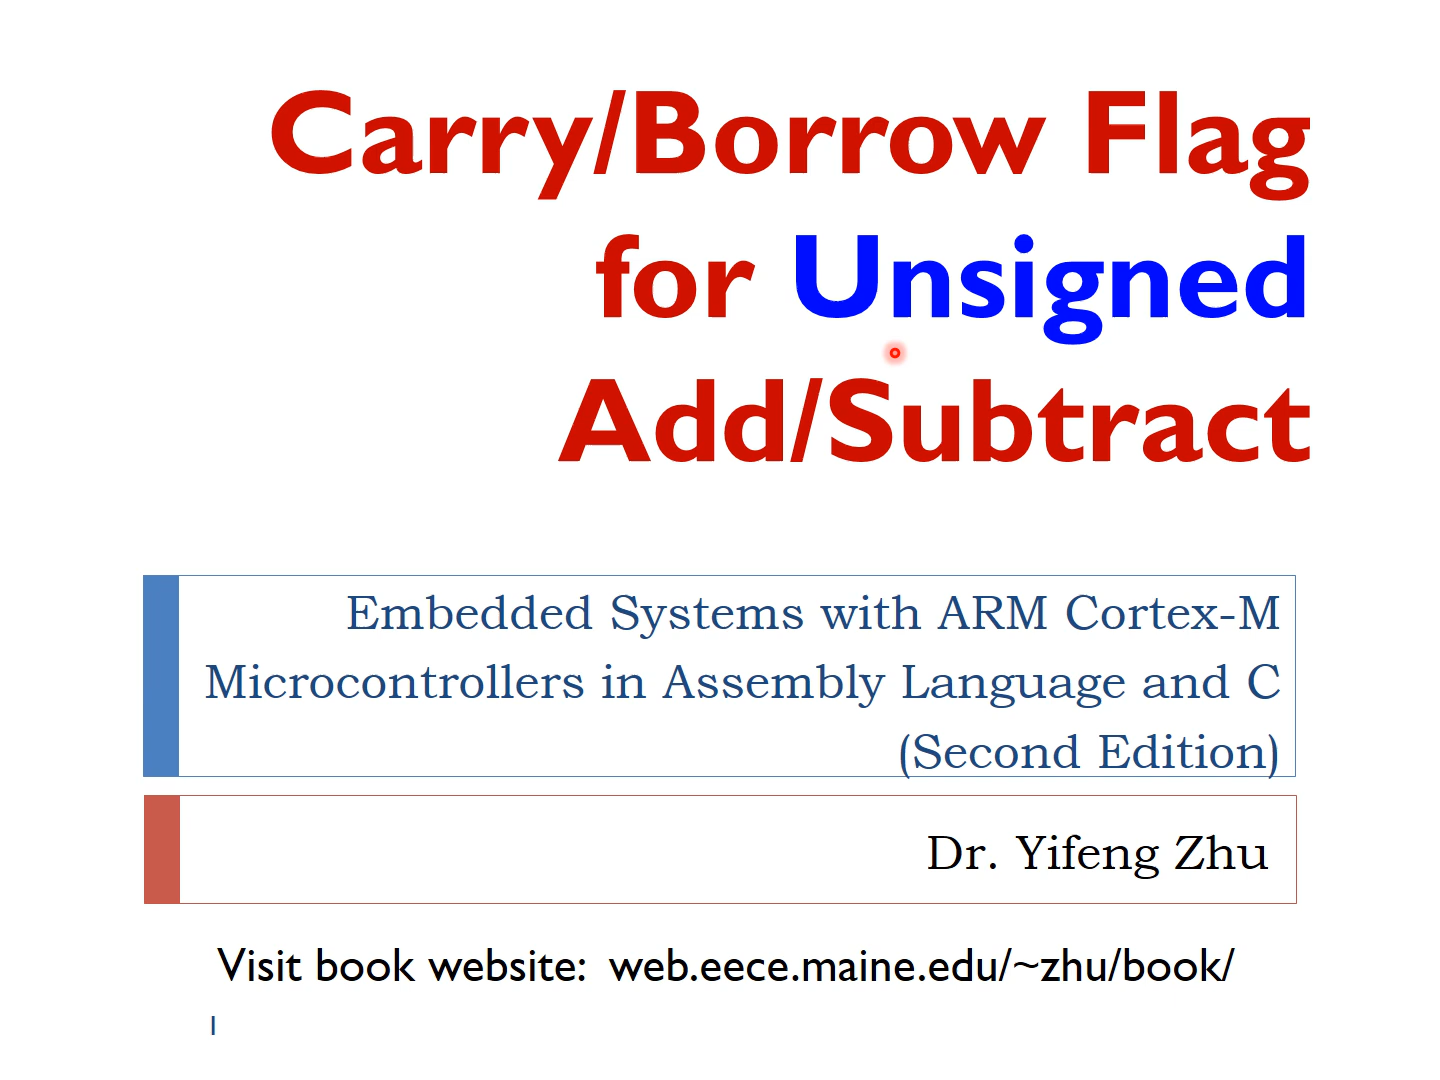 Carry/Borrow Flag
for Unsigned
Add/Subtract
Embedded Systems with ARM Cortex-M
Microcontrollers in Assembly Language and C
(Second Edition)
Dr. Yifeng Zhu
Visit book website: web.eece.maine.edu/~zhu/book/
1